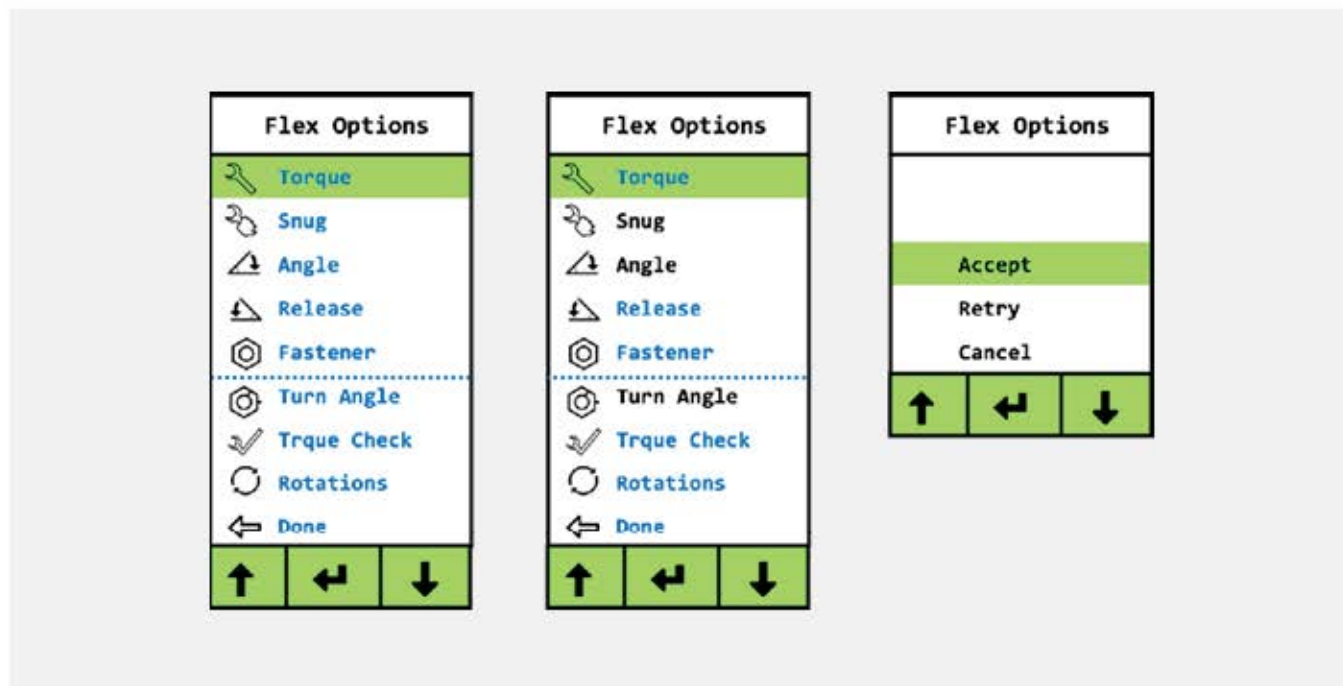 Flex Options
Torque
Snug
Angle
Release
Fastener
Turn Angle
Trque Check
Rotations
Done
Flex Options
Torque
Snug
Angle
Release
Fastener
Turn Angle
Trque Check
Rotations
Done
Flex Options
Accept
Retry
Cancel